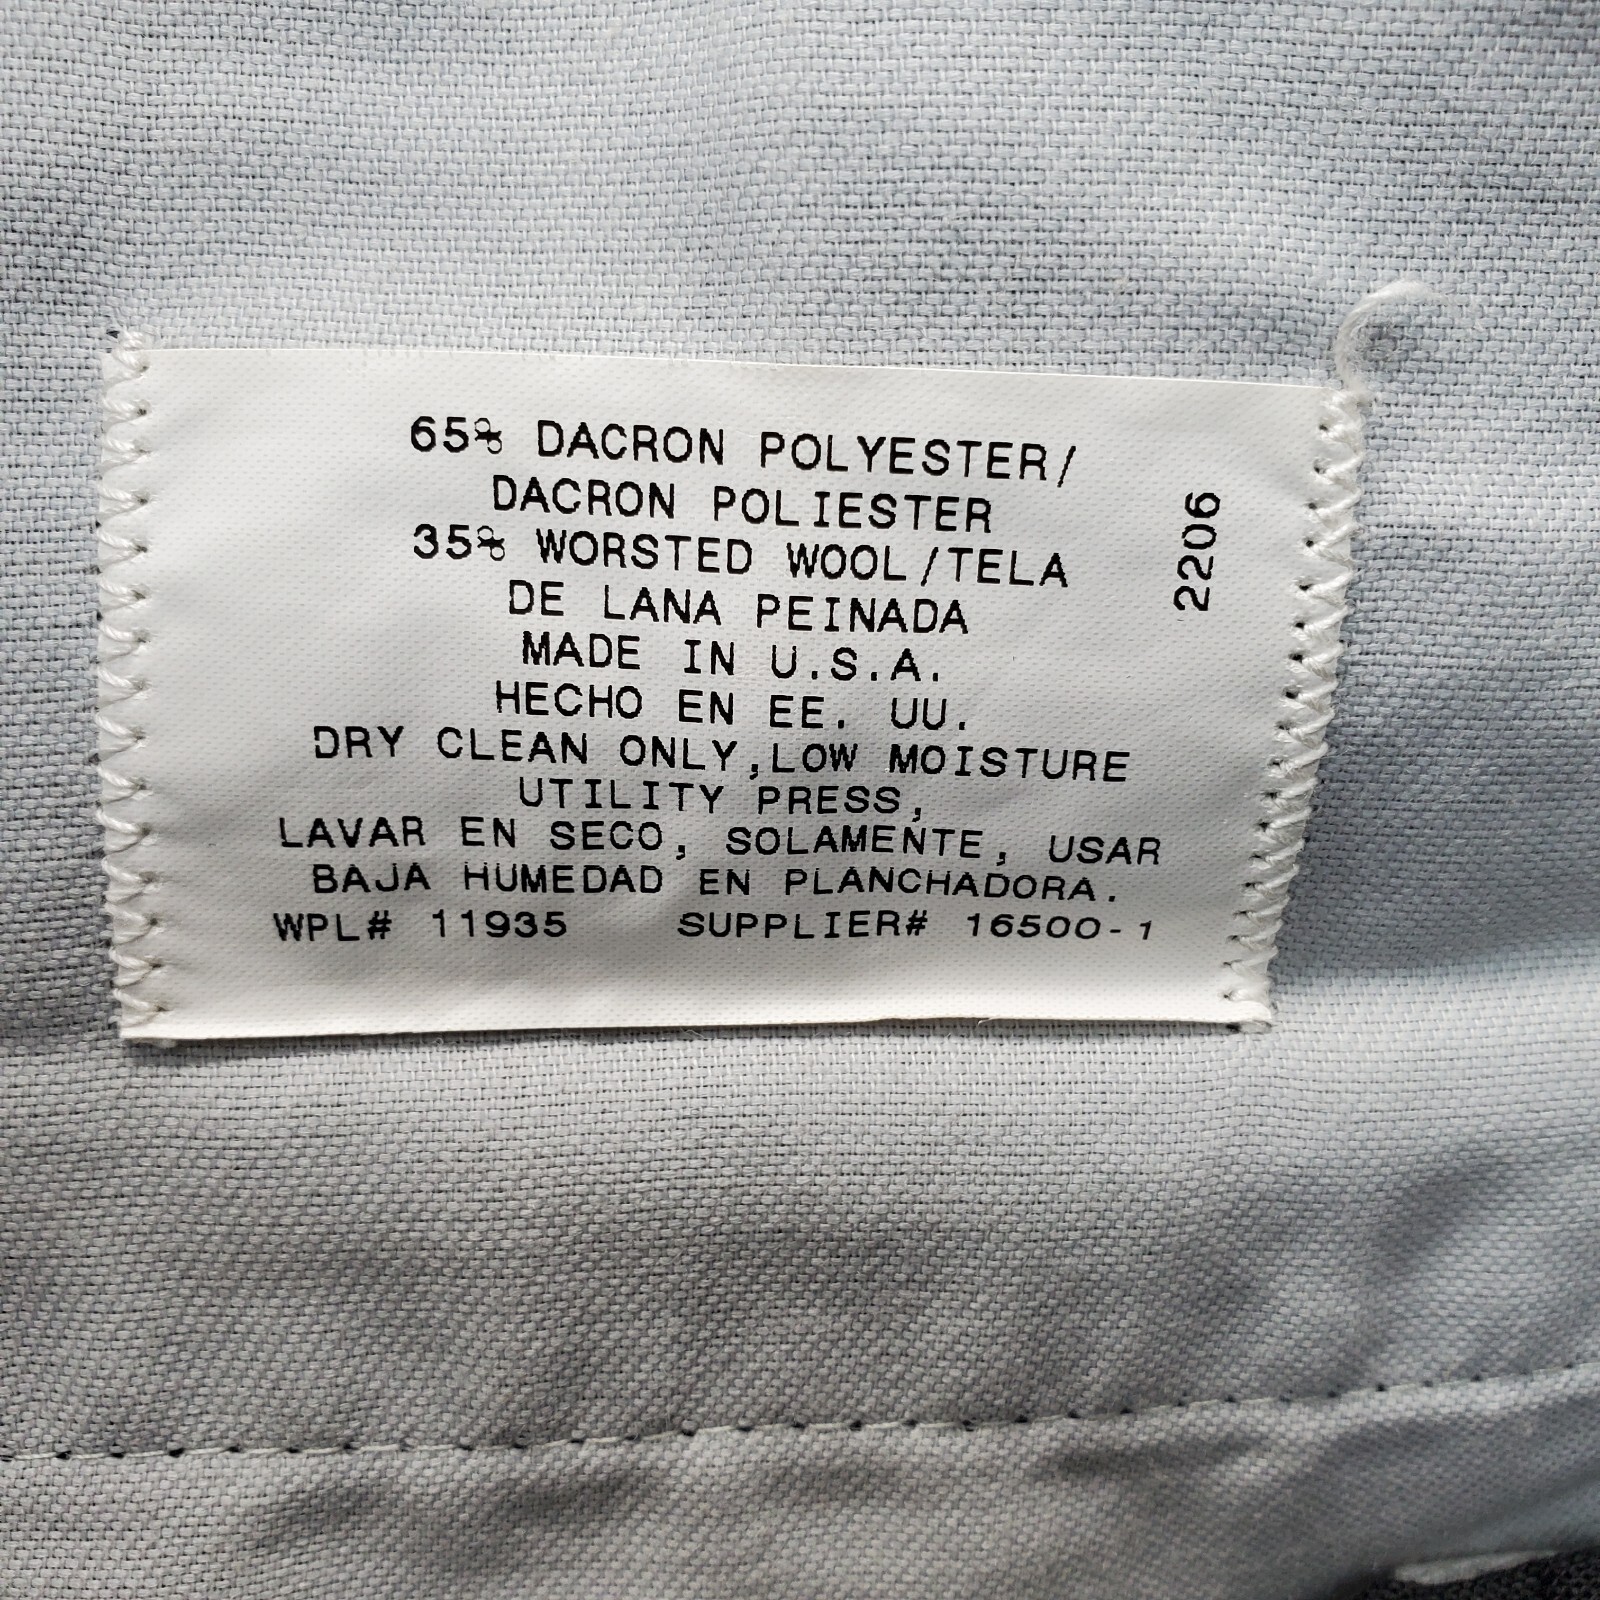 65% DACRON POLYESTER/
DACRON POLIESTER
35% WORSTED WOOL/TELA
DE LANA PEINADA
MADE IN U.S.A.
HECHO EN EE. UU.
DRY CLEAN ONLY,LOW MOISTURE
UTILITY PRESS,
LAVAR EN SECO, SOLAMENTE, USAR
BAJA HUMEDAD EN PLANCHADORA.
WPL# 11935 SUPPLIER# 16500-1
2206